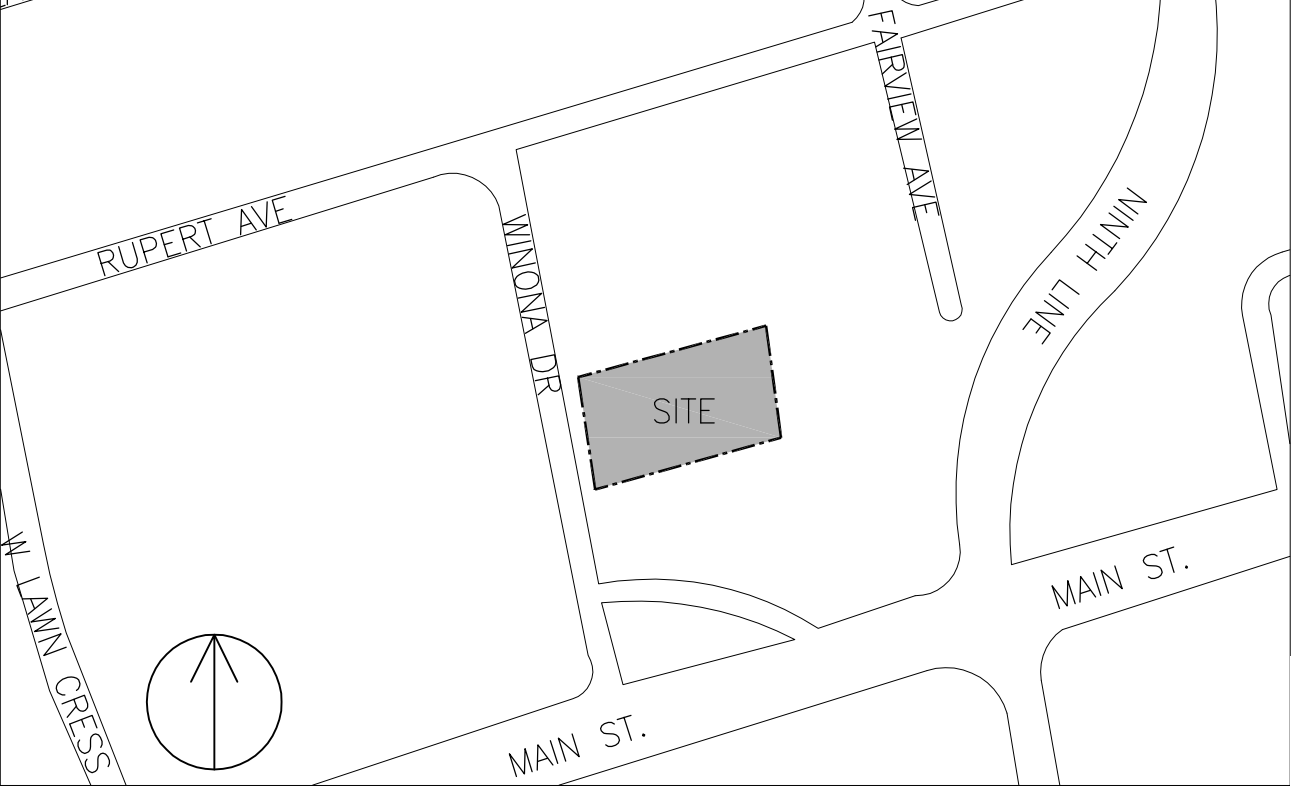 FAIRVIEW AVE
RUPERT AVE
NINTH LINE
WINONA DR
SITE
W LAWN CRESS
MAIN ST.
MAIN ST.